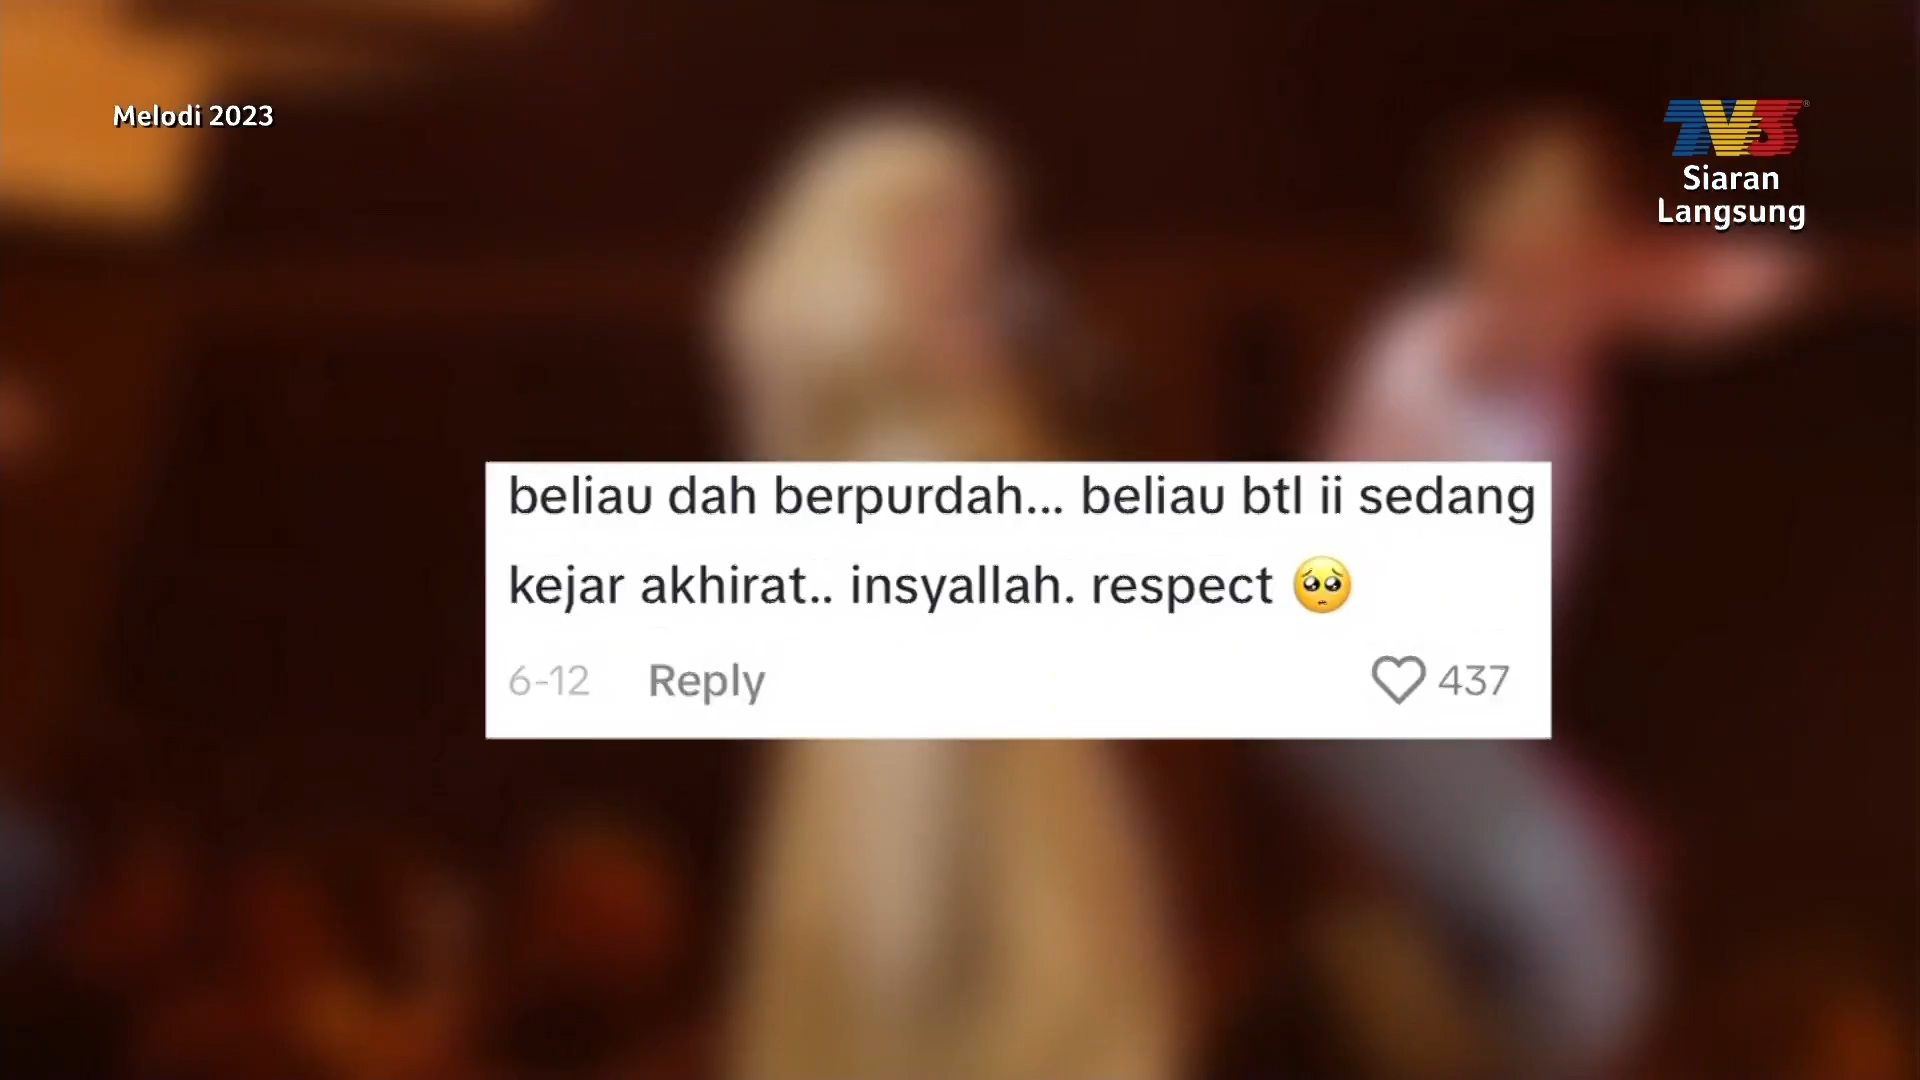 Melodi 2023
TV3
Siaran
Langsung
beliau dah berpurdah... beliau btl ii sedang
kejar akhirat.. insyallah. respect 🥺
6-12 Reply 437